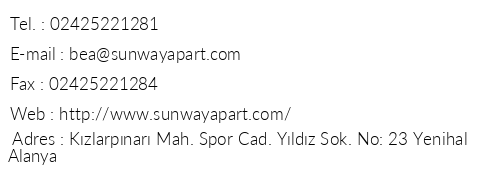 Tel. : 02425221281
E-mail : bea@sunwayapart.com
Fax : 02425221284
Web : http://www.sunwayapart.com/
Adres : Kızlarpınarı Mah. Spor Cad. Yıldız Sok. No: 23 Yenihal
Alanya